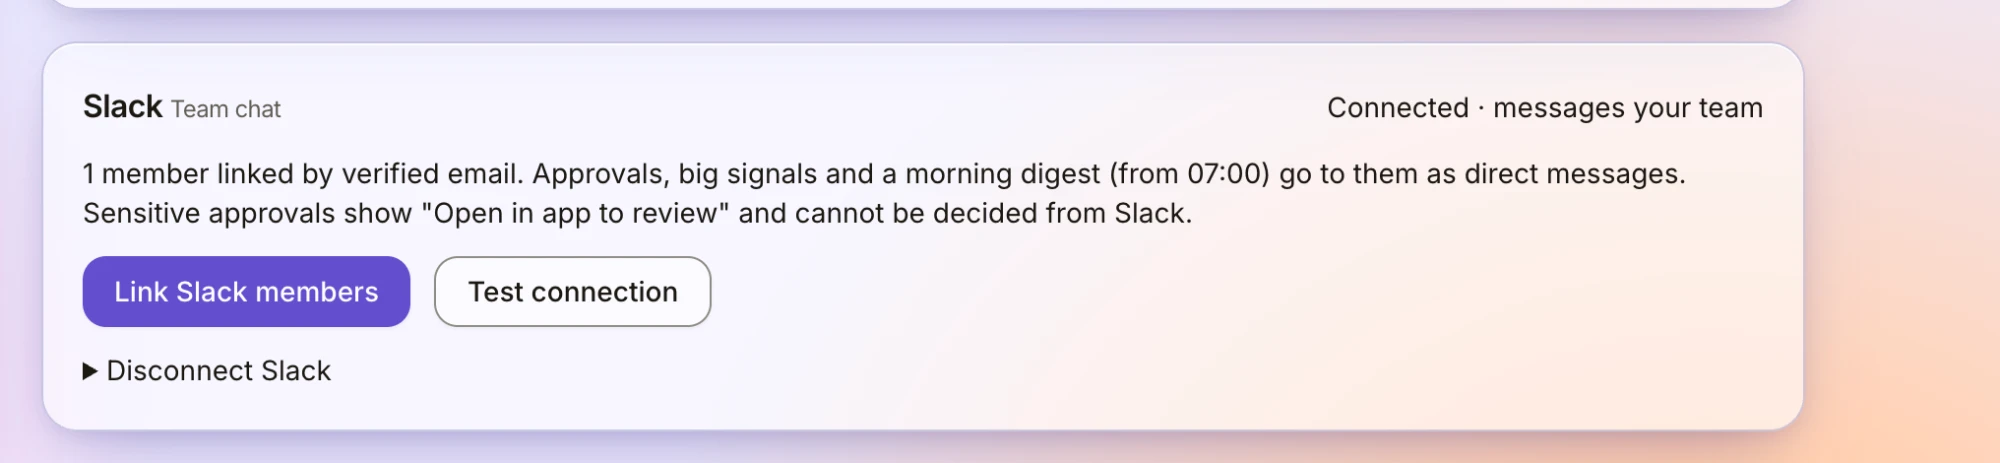 Slack Team chat
Connected · messages your team
1 member linked by verified email. Approvals, big signals and a morning digest (from 07:00) go to them as direct messages.
Sensitive approvals show "Open in app to review" and cannot be decided from Slack.
Link Slack members
Test connection
Disconnect Slack